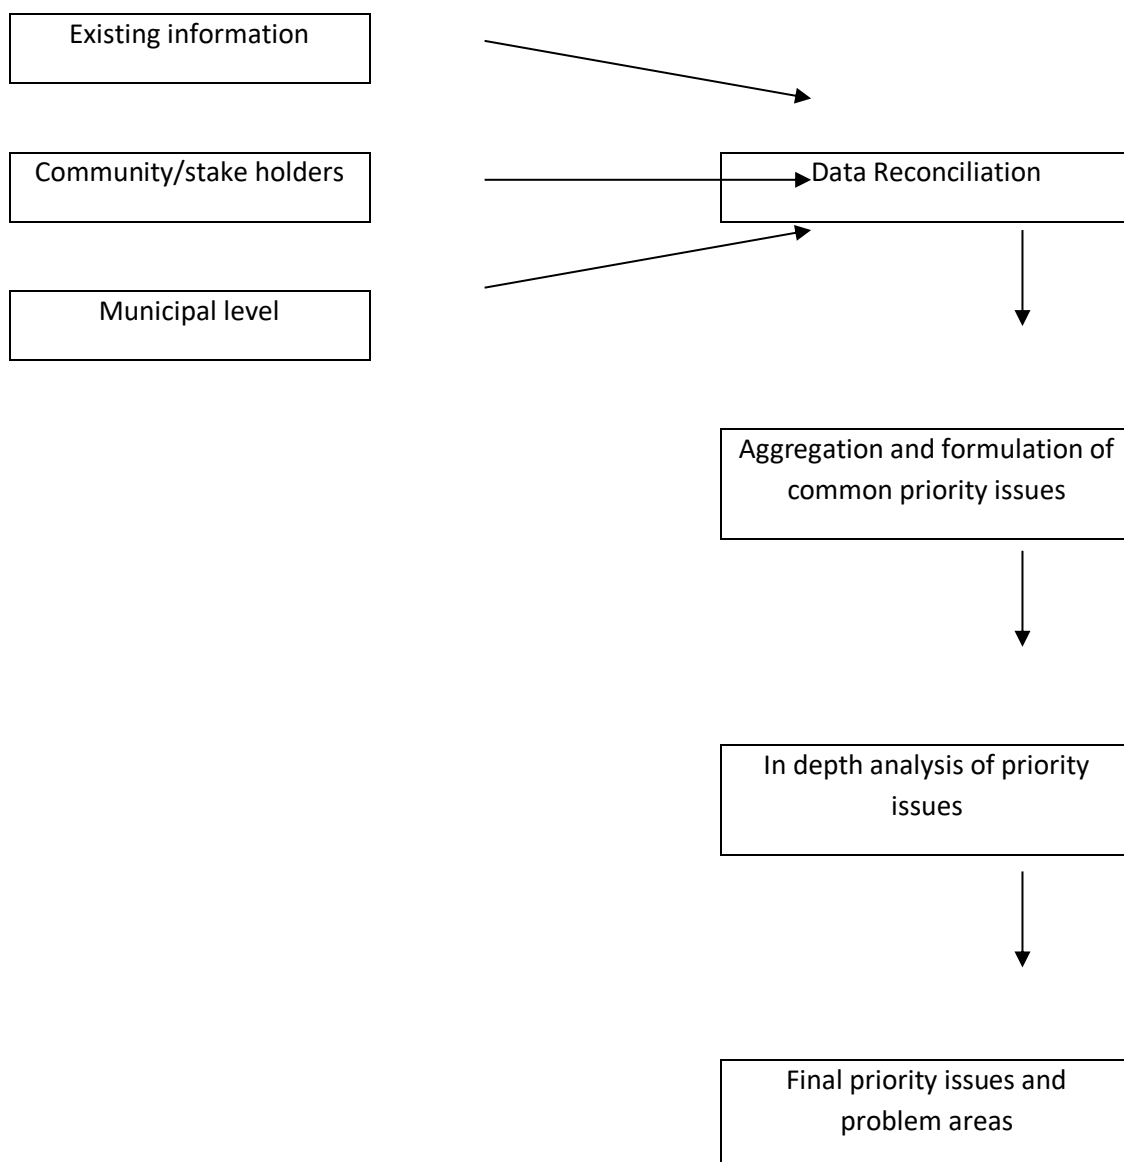 Existing information
Community/stake holders
Data Reconciliation
Municipal level
Aggregation and formulation of
common priority issues
In depth analysis of priority
issues
Final priority issues and
problem areas